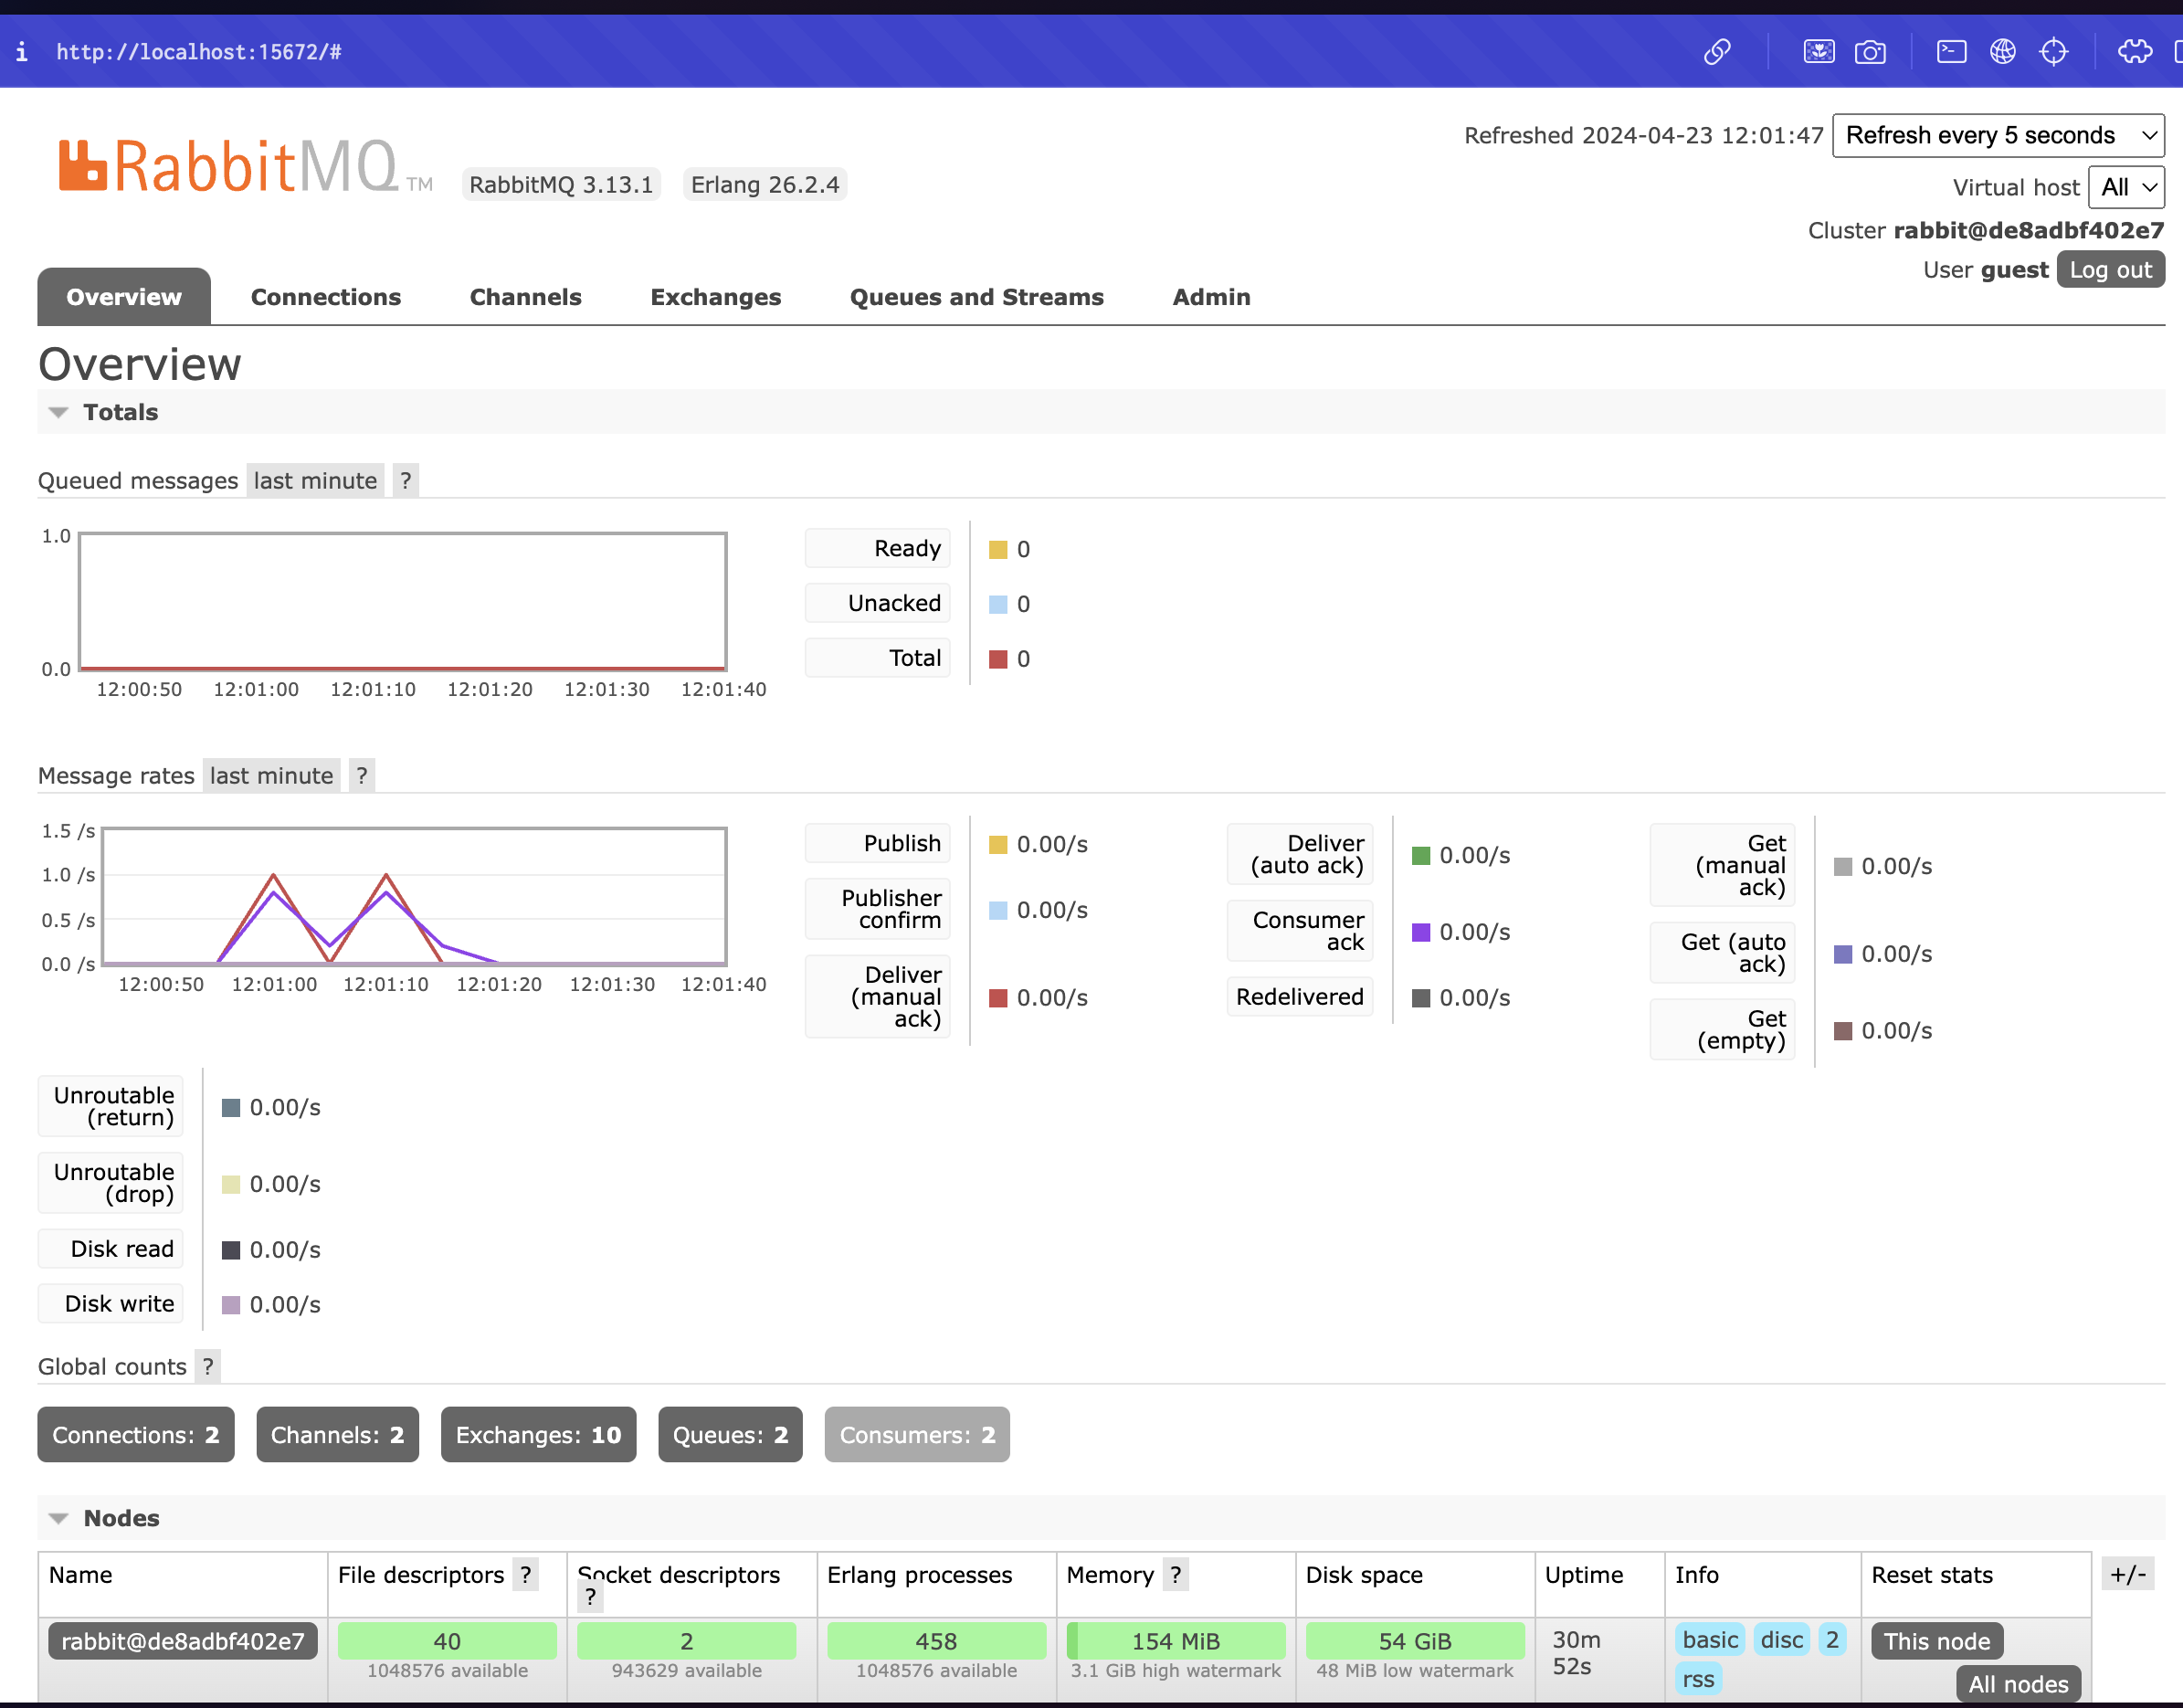 http://localhost:15672/#
RabbitMQ TM
RabbitMQ 3.13.1
Erlang 26.2.4
Refreshed 2024-04-23 12:01:47
Refresh every 5 seconds
Virtual host
All
Cluster rabbit@de8adbf402e7
User guest
Log out
Overview
Connections
Channels
Exchanges
Queues and Streams
Admin
Overview
Totals
Queued messages last minute ?
1.0
0.0
12:00:50 12:01:00 12:01:10 12:01:20 12:01:30 12:01:40
Ready 0
Unacked 0
Total 0
Message rates last minute ?
1.5 /s
1.0 /s
0.5 /s
0.0 /s
12:00:50 12:01:00 12:01:10 12:01:20 12:01:30 12:01:40
Publish 0.00/s
Publisher
confirm 0.00/s
Deliver
(manual
ack) 0.00/s
Deliver
(auto ack) 0.00/s
Consumer
ack 0.00/s
Redelivered 0.00/s
Get
(manual
ack) 0.00/s
Get (auto
ack) 0.00/s
Get
(empty) 0.00/s
Unroutable
(return) 0.00/s
Unroutable
(drop) 0.00/s
Disk read 0.00/s
Disk write 0.00/s
Global counts ?
Connections: 2
Channels: 2
Exchanges: 10
Queues: 2
Consumers: 2
Nodes
Name
File descriptors ?
Socket descriptors
?
Erlang processes
Memory ?
Disk space
Uptime
Info
Reset stats
+/-
rabbit@de8adbf402e7
40
1048576 available
2
943629 available
458
1048576 available
154 MiB
3.1 GiB high watermark
54 GiB
48 MiB low watermark
30m
52s
basic disc 2
rss
This node
All nodes